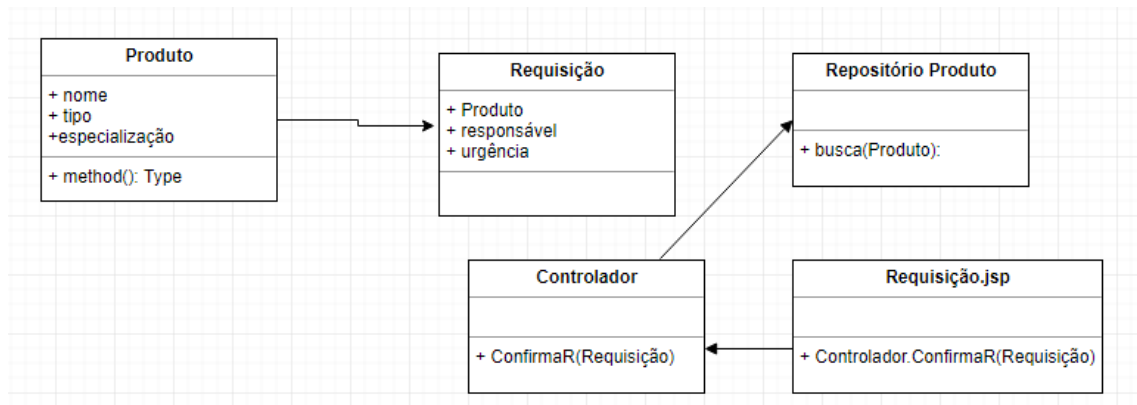 Produto
+ nome
+ tipo
+especialização
+ method(): Type
Requisição
+ Produto
+ responsável
+ urgência
Repositório Produto
+ busca(Produto):
Controlador
+ ConfirmaR(Requisição)
Requisição.jsp
+ Controlador.ConfirmaR(Requisição)